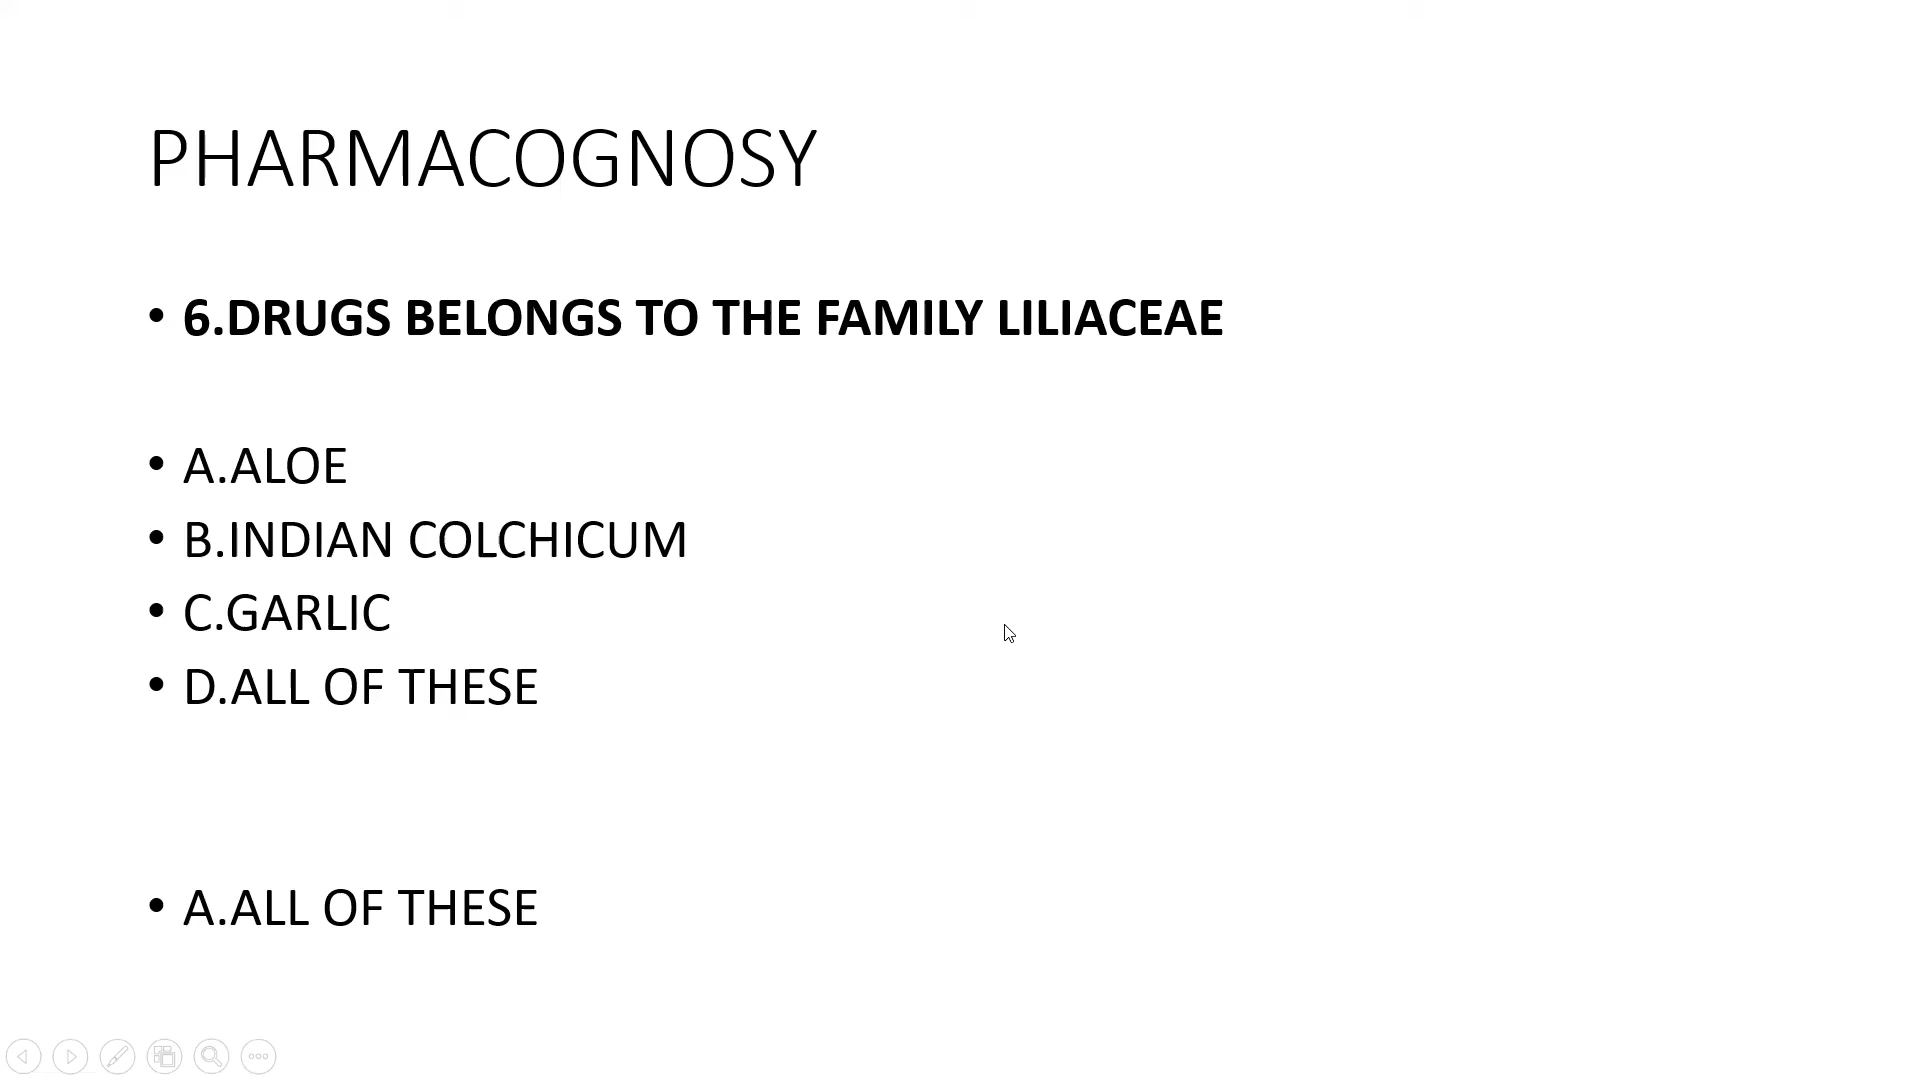 PHARMACOGNOSY
• 6.DRUGS BELONGS TO THE FAMILY LILIACEAE
• A.ALOE
• B.INDIAN COLCHICUM
• C.GARLIC
• D.ALL OF THESE
• A.ALL OF THESE